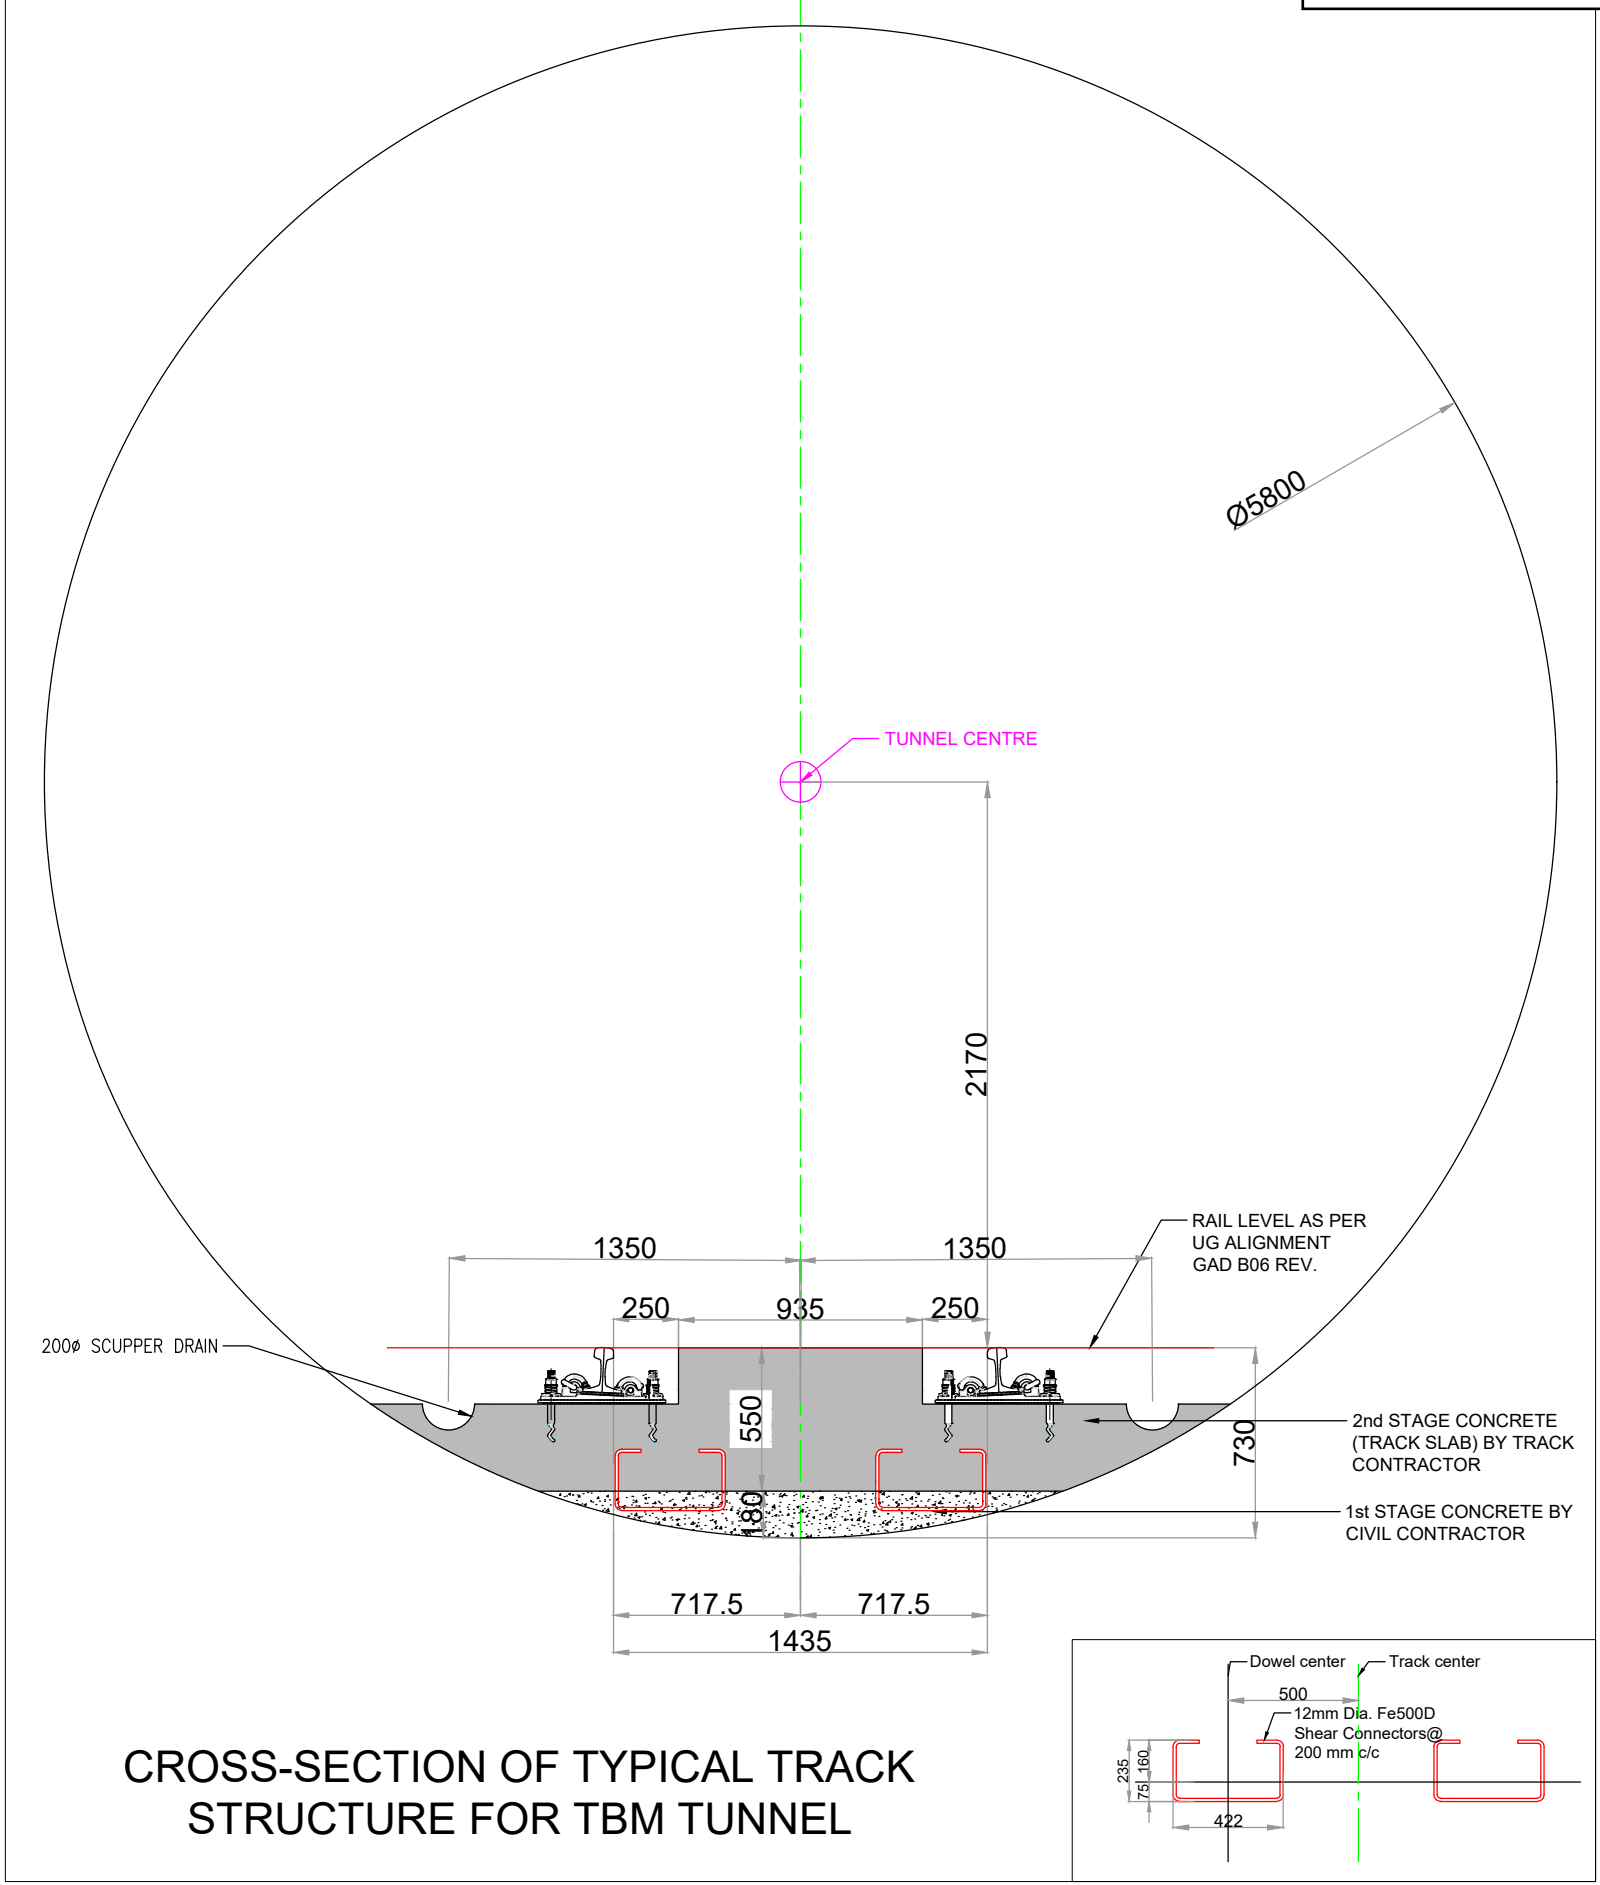 Ø5800
TUNNEL CENTRE
2170
RAIL LEVEL AS PER
UG ALIGNMENT
GAD B06 REV.
1350
1350
250
935
250
200ø SCUPPER DRAIN
550
730
2nd STAGE CONCRETE
(TRACK SLAB) BY TRACK
CONTRACTOR
180
1st STAGE CONCRETE BY
CIVIL CONTRACTOR
717.5
717.5
1435
Dowel center
Track center
500
12mm Dia. Fe500D
Shear Connectors@
200 mm c/c
235
160
75
422
CROSS-SECTION OF TYPICAL TRACK
STRUCTURE FOR TBM TUNNEL